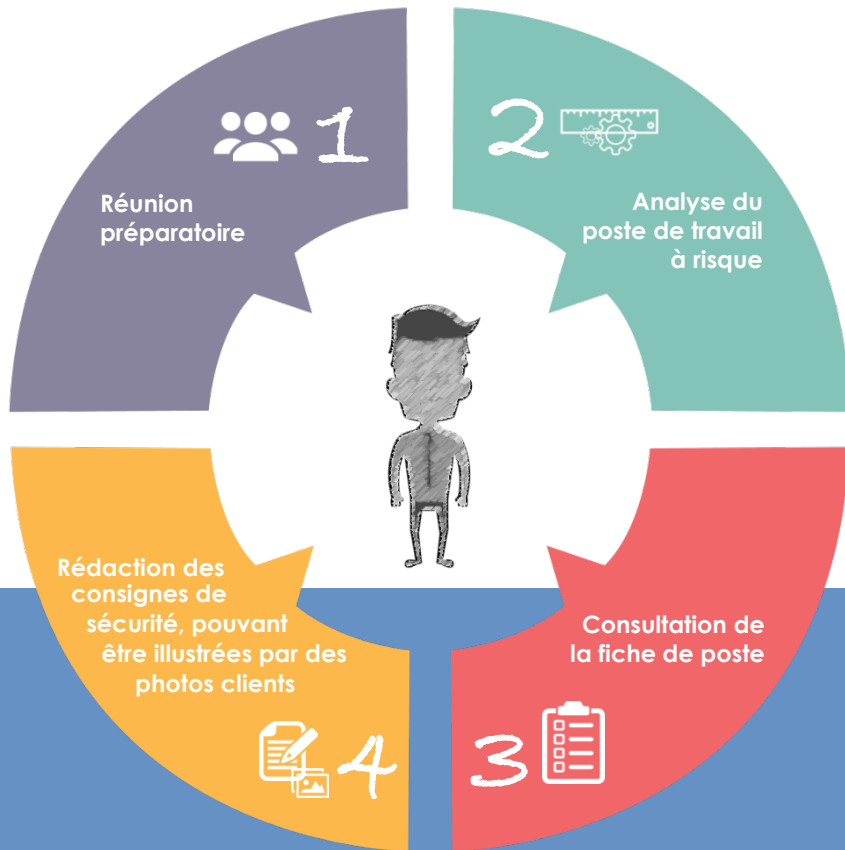 1
Réunion
préparatoire
2
Analyse du
poste de travail
à risque
3
Consultation de
la fiche de poste
4
Rédaction des
consignes de
sécurité, pouvant
être illustrées par des
photos clients